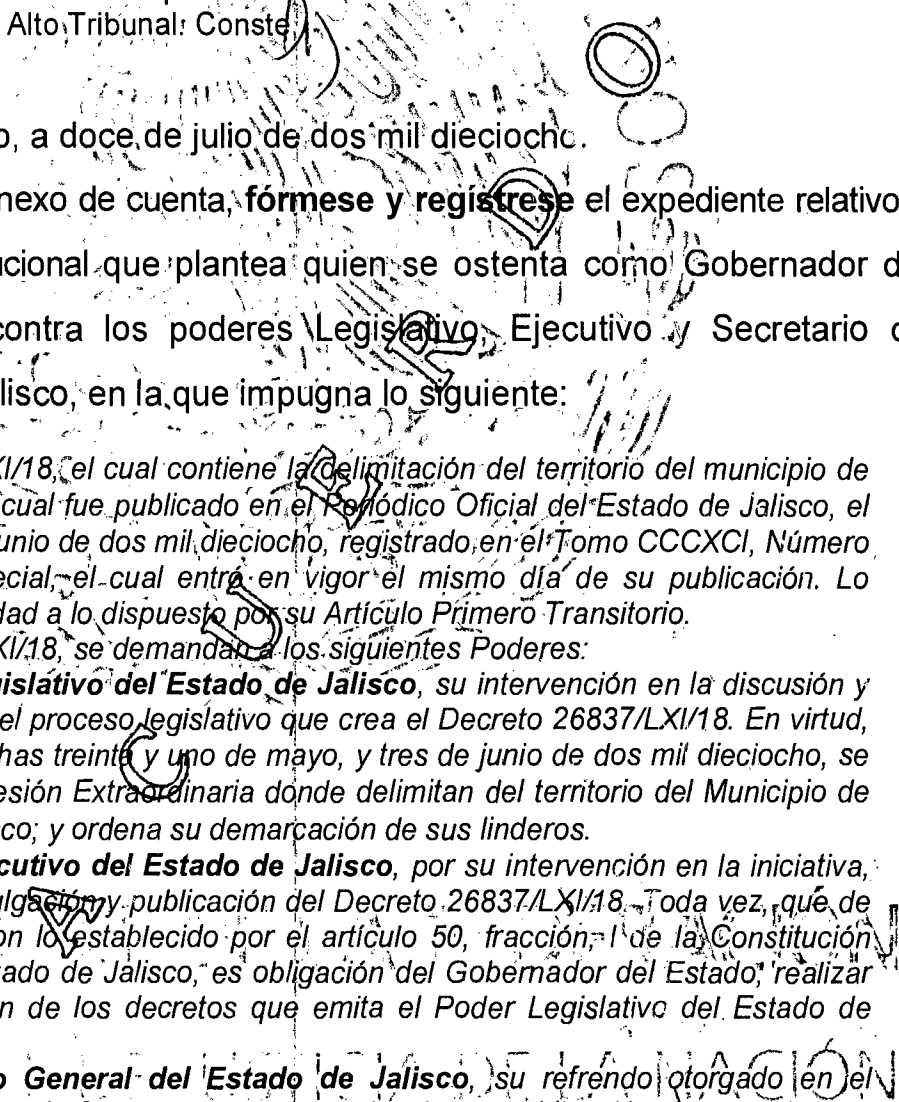 Alto Tribunal. Conste.
o, a doce de julio de dos mil dieciocho.
nexo de cuenta, fórmese y regístrese el expediente relativo
ucional que plantea quien se ostenta como Gobernador d
contra los poderes Legislativo, Ejecutivo y Secretario d
lisco, en la que impugna lo siguiente:
XI/18, el cual contiene la delimitación del territorio del municipio de
cual fue publicado en el Periódico Oficial del Estado de Jalisco, el
unio de dos mil dieciocho, registrado en el Tomo CCCXCI, Número
ecial, el cual entró en vigor el mismo día de su publicación. Lo
dad a lo dispuesto por su Artículo Primero Transitorio.
XI/18, se demandan a los siguientes Poderes:
gislativo del Estado de Jalisco, su intervención en la discusión y
el proceso legislativo que crea el Decreto 26837/LXI/18. En virtud,
has treinta y uno de mayo, y tres de junio de dos mil dieciocho, se
esión Extraordinaria donde delimitan del territorio del Municipio de
sco; y ordena su demarcación de sus linderos.
ecutivo del Estado de Jalisco, por su intervención en la iniciativa,
ulgación y publicación del Decreto 26837/LXI/18. Toda vez, que de
on lo establecido por el artículo 50, fracción I de la Constitución
tado de Jalisco, es obligación del Gobernador del Estado, realizar
n de los decretos que emita el Poder Legislativo del Estado de
o General del Estado de Jalisco, su refrendo otorgado en el
ACUERDO